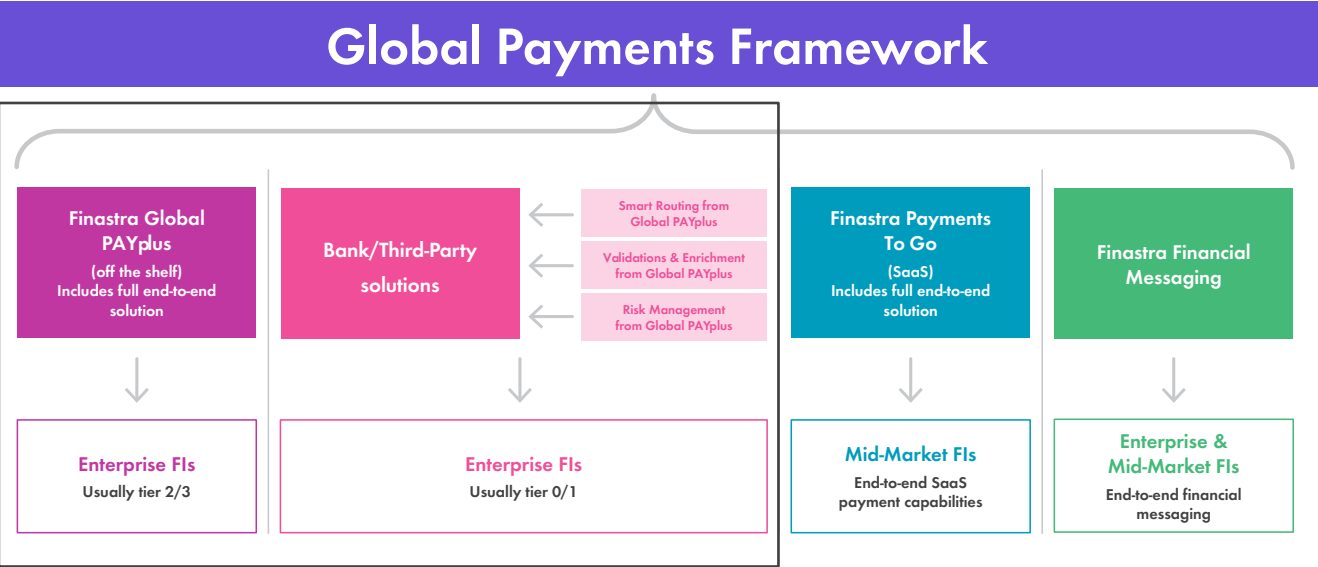 Global Payments Framework
Finastra Global
PAYplus
(off the shelf)
Includes full end-to-end
solution
Bank/Third-Party
solutions
Smart Routing from
Global PAYplus
Validations & Enrichment
from Global PAYplus
Risk Management
from Global PAYplus
Finastra Payments
To Go
(SaaS)
Includes full end-to-end
solution
Finastra Financial
Messaging
Enterprise FIs
Usually tier 2/3
Enterprise FIs
Usually tier 0/1
Mid-Market FIs
End-to-end SaaS
payment capabilities
Enterprise &
Mid-Market FIs
End-to-end financial
messaging